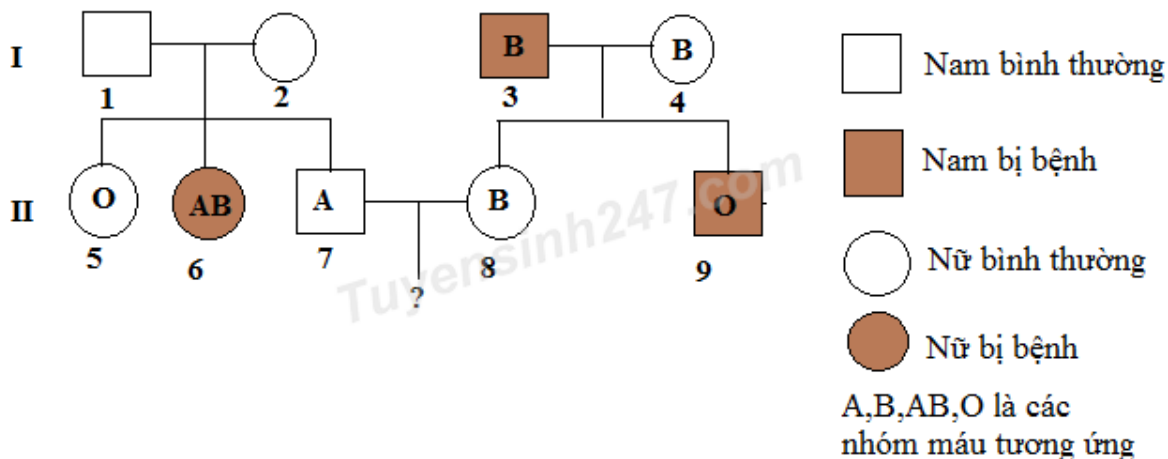 I
1
2
B
3
B
4
Nam bình thường
Nam bị bệnh
II
O
5
AB
6
A
7
?
B
8
O
9
Tuyensinh247.com
Nữ bình thường
Nữ bị bệnh
A,B,AB,O là các
nhóm máu tương ứng